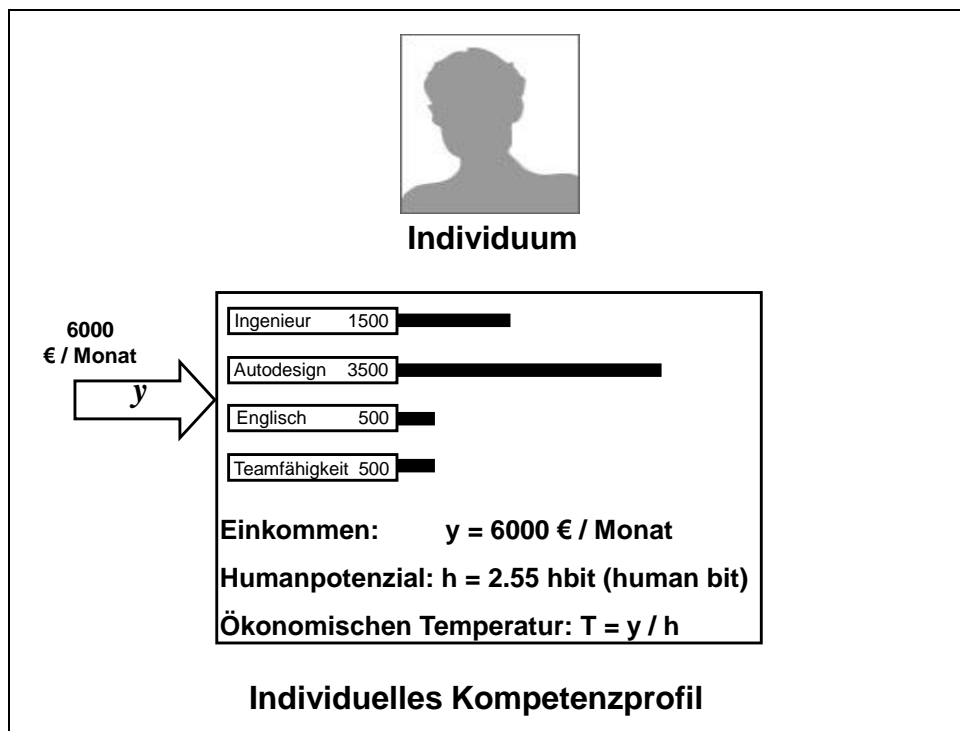 Individuum
6000
€ / Monat
y
Ingenieur 1500
Autodesign 3500
Englisch 500
Teamfähigkeit 500
Einkommen: y = 6000 € / Monat
Humanpotenzial: h = 2.55 hbit (human bit)
Ökonomischen Temperatur: T = y / h
Individuelles Kompetenzprofil